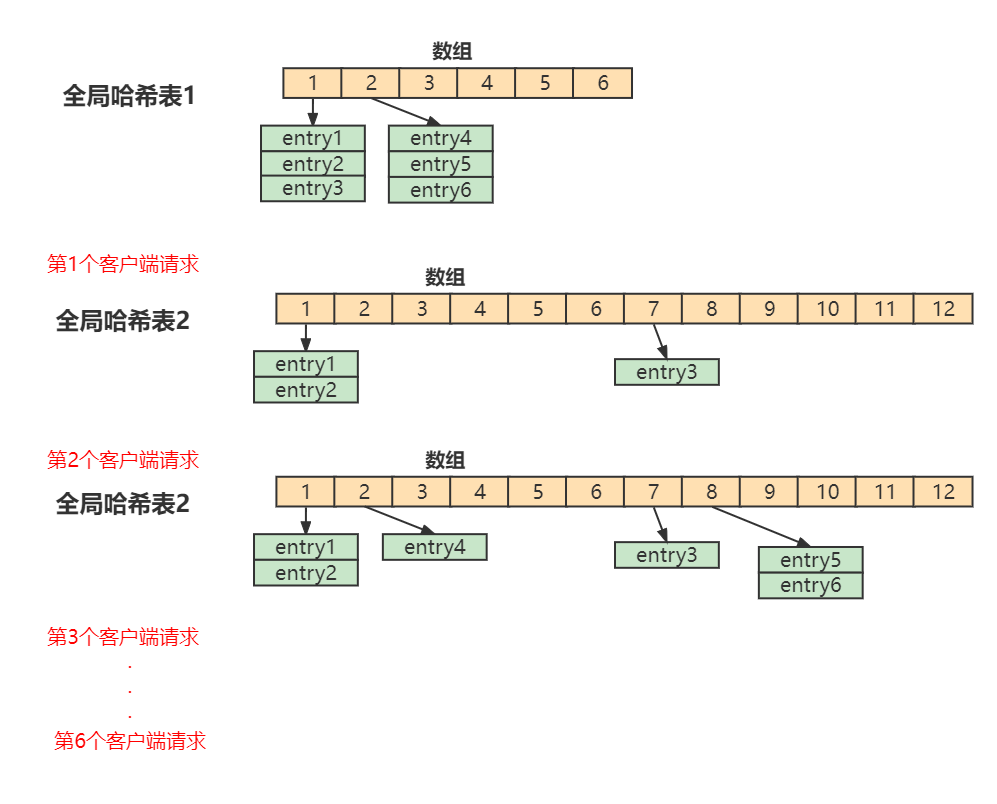 数组
全局哈希表1
1 2 3 4 5 6
entry1 entry4
entry2 entry5
entry3 entry6
第1个客户端请求
数组
全局哈希表2
1 2 3 4 5 6 7 8 9 10 11 12
entry1 entry3
entry2
第2个客户端请求
数组
全局哈希表2
1 2 3 4 5 6 7 8 9 10 11 12
entry1 entry4 entry3 entry5
entry2 entry6
第3个客户端请求
.
.
.
第6个客户端请求